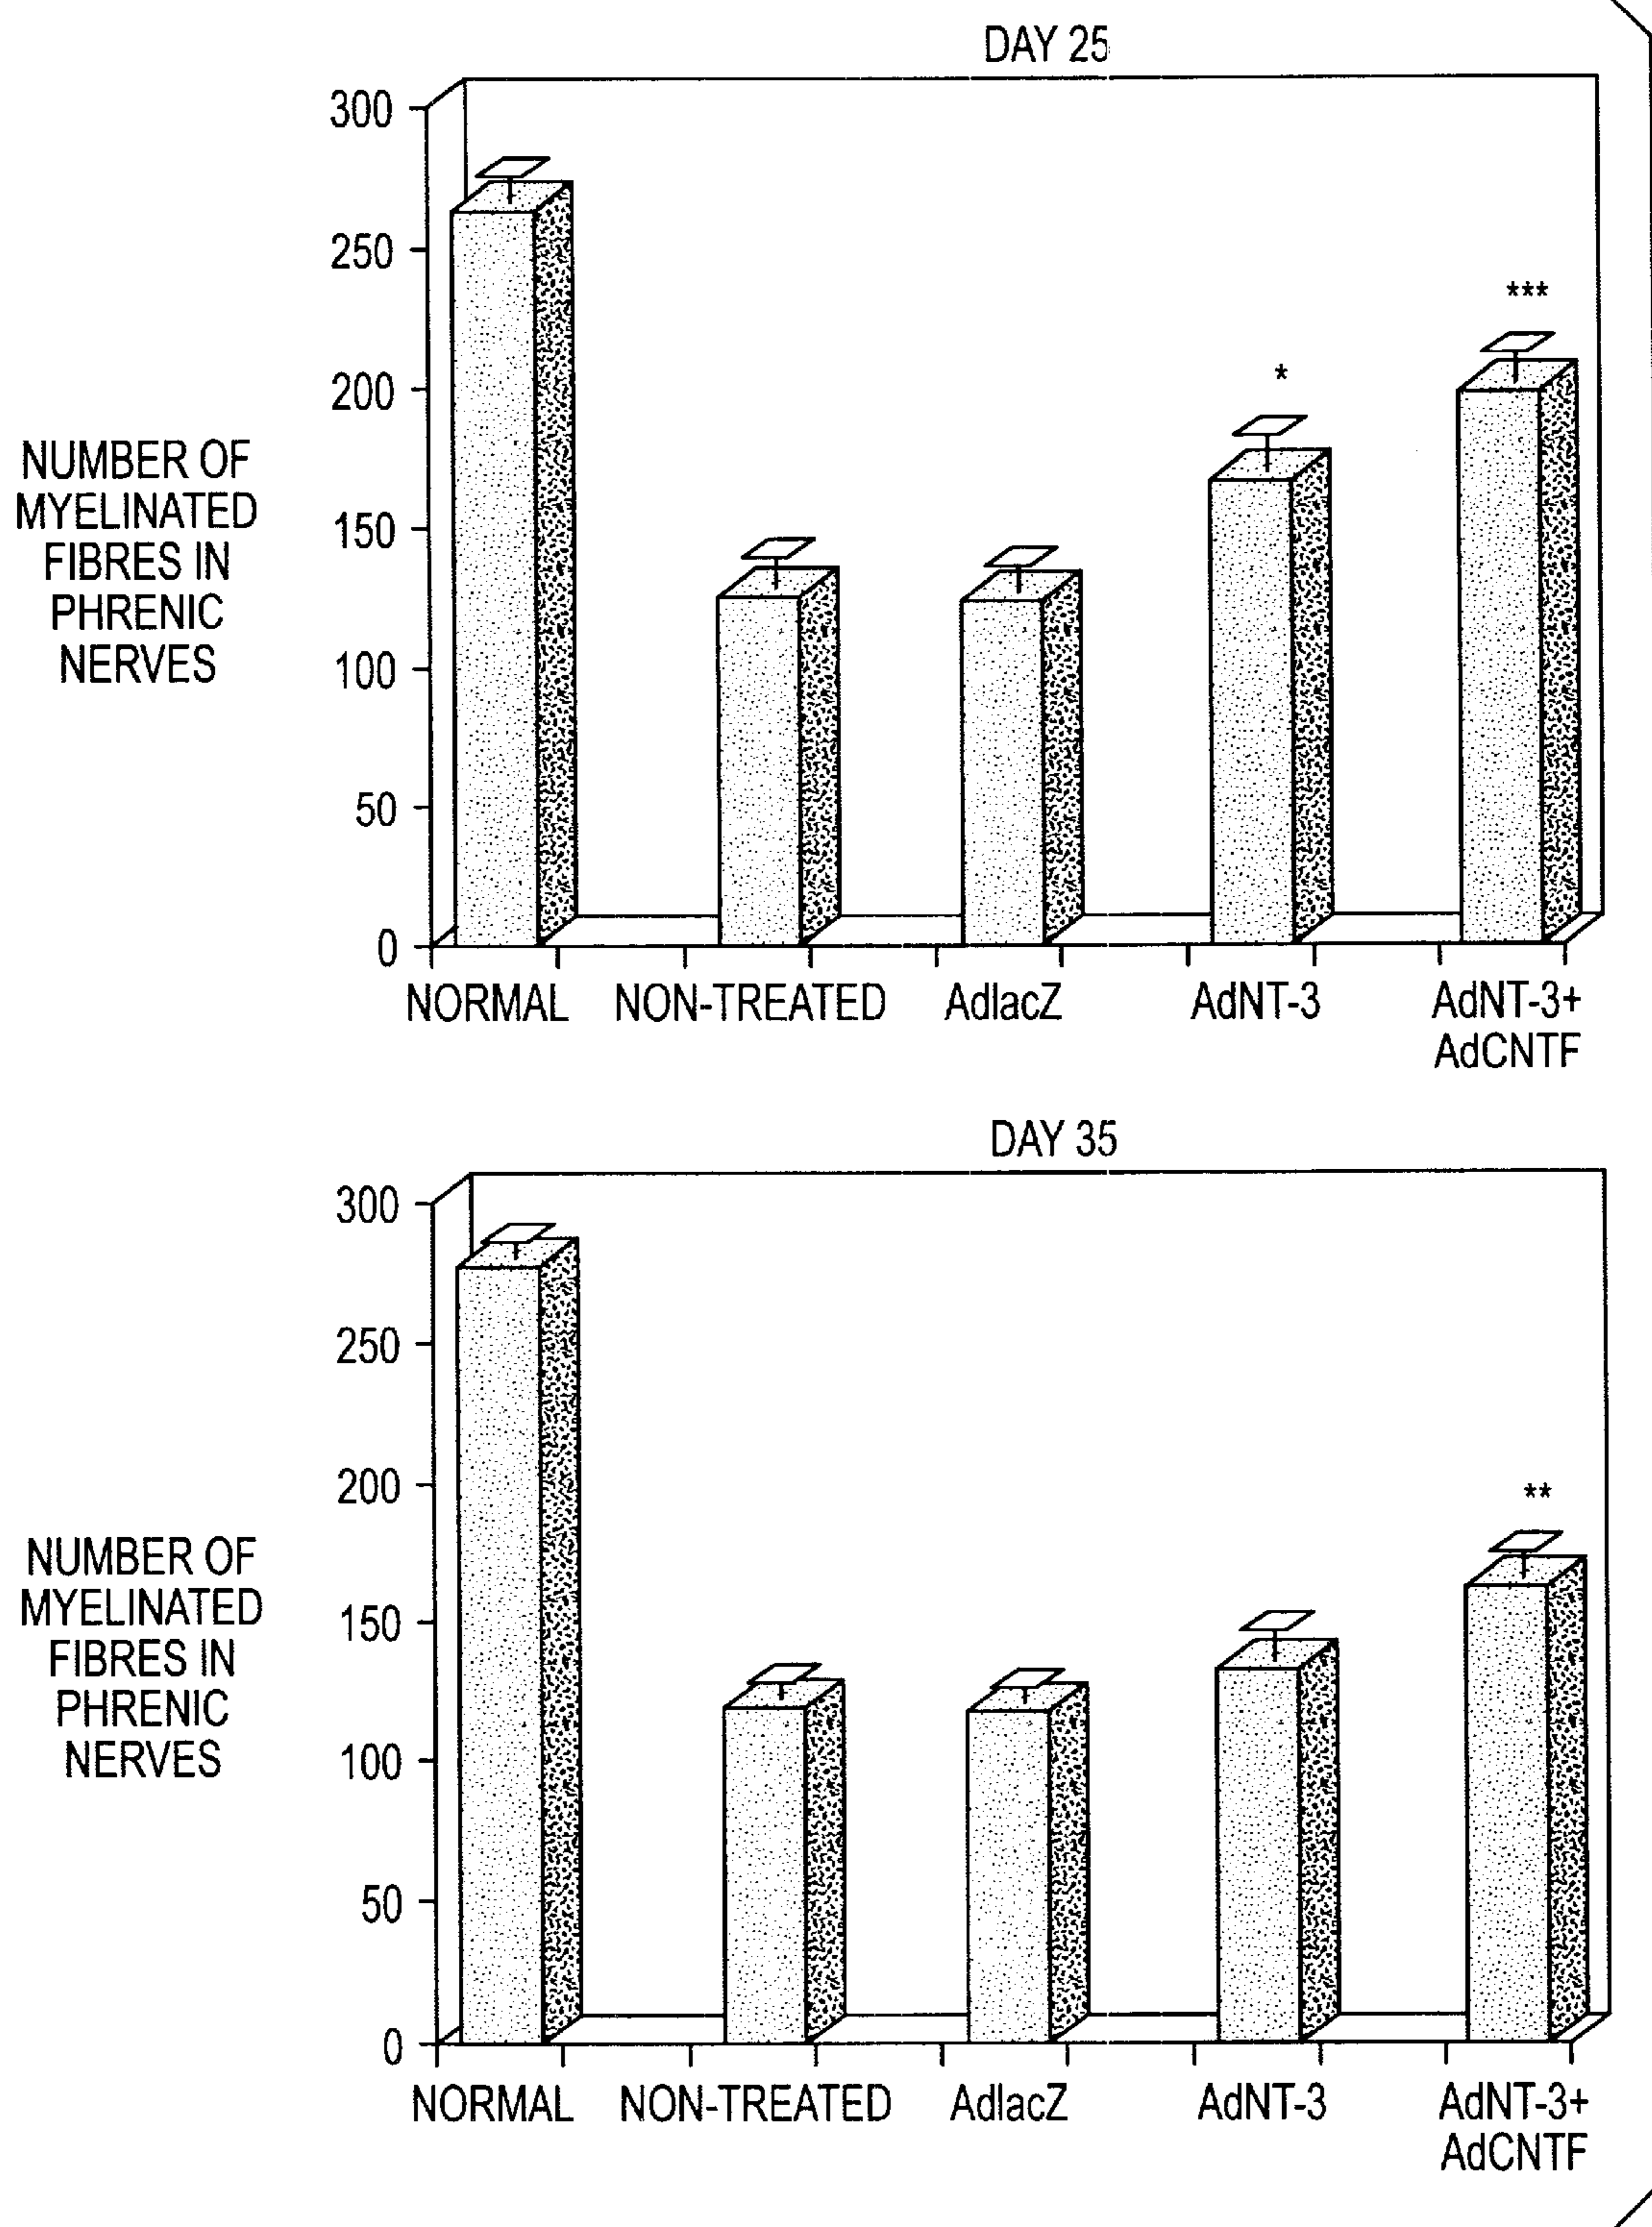 DAY 25
300
250
200
150
100
50
0
NUMBER OF
MYELINATED
FIBRES IN
PHRENIC
NERVES
*
***
NORMAL NON-TREATED AdlacZ AdNT-3 AdNT-3+
AdCNTF
DAY 35
300
250
200
150
100
50
0
NUMBER OF
MYELINATED
FIBRES IN
PHRENIC
NERVES
**
NORMAL NON-TREATED AdlacZ AdNT-3 AdNT-3+
AdCNTF